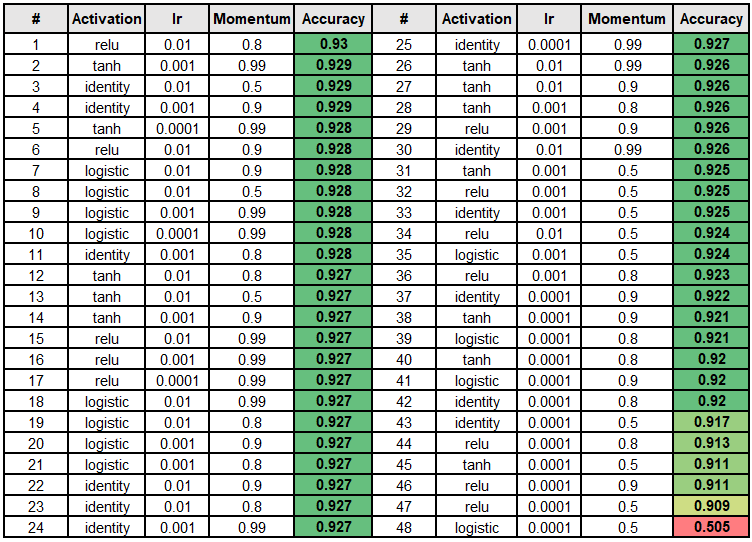 # Activation lr Momentum Accuracy # Activation lr Momentum Accuracy
1 relu 0.01 0.8 0.93 25 identity 0.0001 0.99 0.927
2 tanh 0.001 0.99 0.929 26 tanh 0.01 0.99 0.926
3 identity 0.01 0.5 0.929 27 tanh 0.01 0.9 0.926
4 identity 0.001 0.9 0.929 28 tanh 0.001 0.8 0.926
5 tanh 0.0001 0.99 0.928 29 relu 0.001 0.9 0.926
6 relu 0.01 0.9 0.928 30 identity 0.01 0.99 0.926
7 logistic 0.01 0.9 0.928 31 tanh 0.001 0.5 0.925
8 logistic 0.01 0.5 0.928 32 relu 0.001 0.5 0.925
9 logistic 0.001 0.99 0.928 33 identity 0.001 0.5 0.925
10 logistic 0.0001 0.99 0.928 34 relu 0.01 0.5 0.924
11 identity 0.001 0.8 0.928 35 logistic 0.001 0.5 0.924
12 tanh 0.01 0.8 0.927 36 relu 0.001 0.8 0.923
13 tanh 0.01 0.5 0.927 37 identity 0.0001 0.9 0.922
14 tanh 0.001 0.9 0.927 38 tanh 0.0001 0.9 0.921
15 relu 0.01 0.99 0.927 39 logistic 0.0001 0.8 0.921
16 relu 0.001 0.99 0.927 40 tanh 0.0001 0.8 0.92
17 relu 0.0001 0.99 0.927 41 logistic 0.0001 0.9 0.92
18 logistic 0.01 0.99 0.927 42 identity 0.0001 0.8 0.92
19 logistic 0.01 0.8 0.927 43 identity 0.0001 0.5 0.917
20 logistic 0.001 0.9 0.927 44 relu 0.0001 0.8 0.913
21 logistic 0.001 0.8 0.927 45 tanh 0.0001 0.5 0.911
22 identity 0.01 0.9 0.927 46 relu 0.0001 0.9 0.911
23 identity 0.01 0.8 0.927 47 relu 0.0001 0.5 0.909
24 identity 0.001 0.99 0.927 48 logistic 0.0001 0.5 0.505